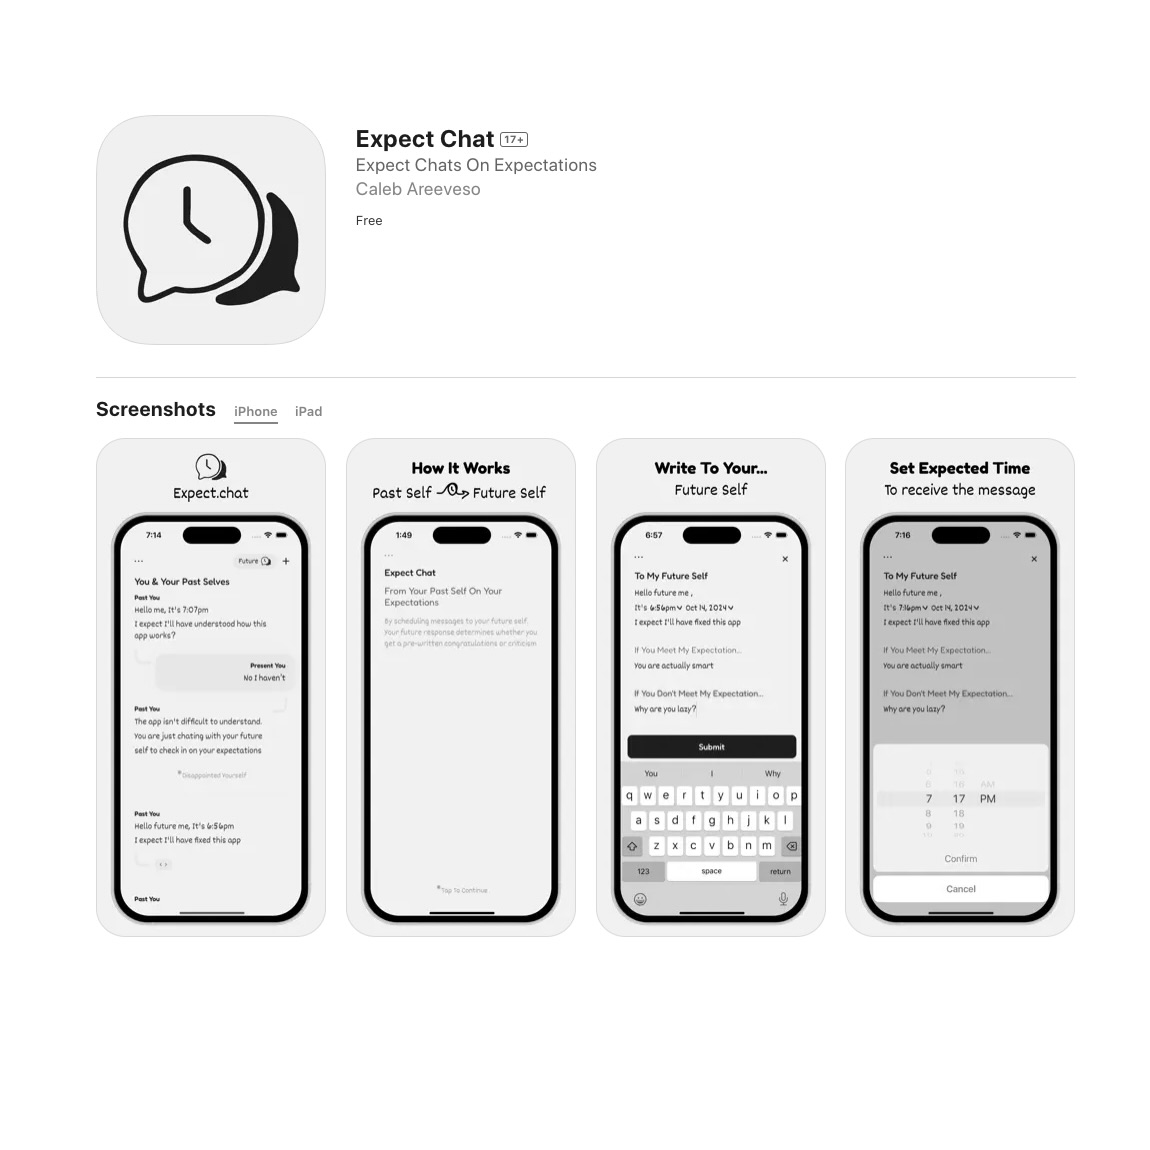 Expect Chat 17+
Expect Chats On Expectations
Caleb Areeveso
Free
Screenshots iPhone iPad
Expect.chat
7:14
Future
You & Your Past Selves
Past You
Hello me, It's 7:07pm
I expect I'll have understood how this
app works?
Present You
No I haven't
Past You
The app isn't difficult to understand.
You are just chating with your future
self to check in on your expectations
*Disappointed Yourself
Past You
Hello future me, It's 6:56pm
I expect I'll have fixed this app
Past You
How It Works
Past Self Future Self
1:49
Expect Chat
From Your Past Self On Your
Expectations
By scheduling messages to your future self.
Your future response determines whether you
get a pre-written congratulations or criticism
*Tap To Continue
Write To Your...
Future Self
6:57
To My Future Self
Hello future me ,
It's 6:56pm Oct 14, 2024
I expect I'll have fixed this app
If You Meet My Expectation...
You are actually smart
If You Don't Meet My Expectation...
Why are you lazy?
Submit
You I Why
q w e r t y u i o p
a s d f g h j k l
z x c v b n m
123 space return
Set Expected Time
To receive the message
7:16
To My Future Self
Hello future me ,
It's 7:16pm Oct 14, 2024
I expect I'll have fixed this app
If You Meet My Expectation...
You are actually smart
If You Don't Meet My Expectation...
Why are you lazy?
6 16 AM
7 17 PM
8 18
9 19
Confirm
Cancel